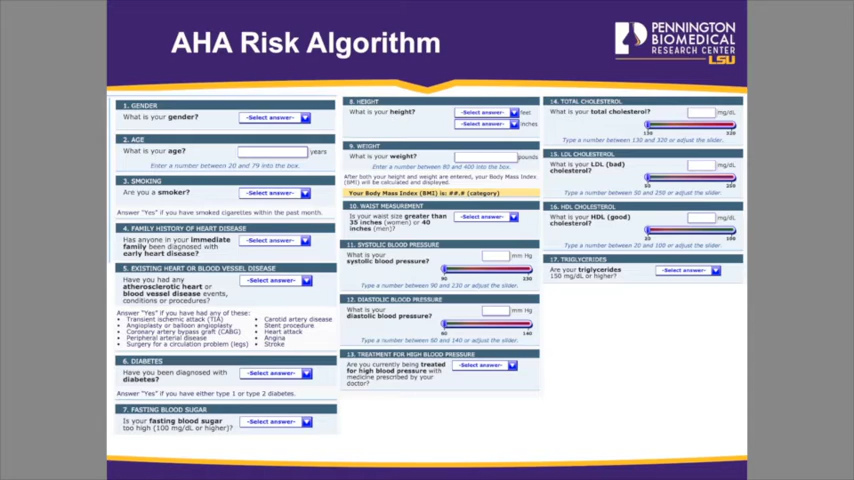 AHA Risk Algorithm
PENNINGTON
BIOMEDICAL
RESEARCH CENTER
LSU
1. GENDER
What is your gender?
-Select answer-
2. AGE
What is your age?
years
Enter a number between 20 and 79 into the box.
3. SMOKING
Are you a smoker?
-Select answer-
Answer "Yes" if you have smoked cigarettes within the past month.
4. FAMILY HISTORY OF HEART DISEASE
Has anyone in your immediate
family been diagnosed with
early heart disease?
-Select answer-
5. EXISTING HEART OR BLOOD VESSEL DISEASE
Have you had any
atherosclerotic heart or
blood vessel disease events,
conditions or procedures?
-Select answer-
Answer "Yes" if you have had any of these:
• Transient ischemic attack (TIA)
• Angioplasty or balloon angioplasty
• Coronary artery bypass graft (CABG)
• Peripheral arterial disease
• Surgery for a circulation problem (legs)
• Carotid artery disease
• Stent procedure
• Heart attack
• Angina
• Stroke
6. DIABETES
Have you been diagnosed with
diabetes?
-Select answer-
Answer "Yes" if you have either type 1 or type 2 diabetes.
7. FASTING BLOOD SUGAR
Is your fasting blood sugar
too high (100 mg/dL or higher)?
-Select answer-
8. HEIGHT
What is your height?
-Select answer- feet
-Select answer- inches
9. WEIGHT
What is your weight?
pounds
Enter a number between 80 and 400 into the box.
After both your height and weight are entered, your Body Mass Index
(BMI) will be calculated and displayed.
Your Body Mass Index (BMI) is: ##.# (category)
10. WAIST MEASUREMENT
Is your waist size greater than
35 inches (women) or 40
inches (men)?
-Select answer-
11. SYSTOLIC BLOOD PRESSURE
What is your
systolic blood pressure?
mm Hg
90 230
Type a number between 90 and 230 or adjust the slider.
12. DIASTOLIC BLOOD PRESSURE
What is your
diastolic blood pressure?
mm Hg
60 140
Type a number between 60 and 140 or adjust the slider.
13. TREATMENT FOR HIGH BLOOD PRESSURE
Are you currently being treated
for high blood pressure with
medicine prescribed by your
doctor?
-Select answer-
14. TOTAL CHOLESTEROL
What is your total cholesterol?
mg/dL
130 320
Type a number between 130 and 320 or adjust the slider.
15. LDL CHOLESTEROL
What is your LDL (bad)
cholesterol?
mg/dL
50 250
Type a number between 50 and 250 or adjust the slider.
16. HDL CHOLESTEROL
What is your HDL (good)
cholesterol?
mg/dL
20 100
Type a number between 20 and 100 or adjust the slider.
17. TRIGLYCERIDES
Are your triglycerides
150 mg/dL or higher?
-Select answer-